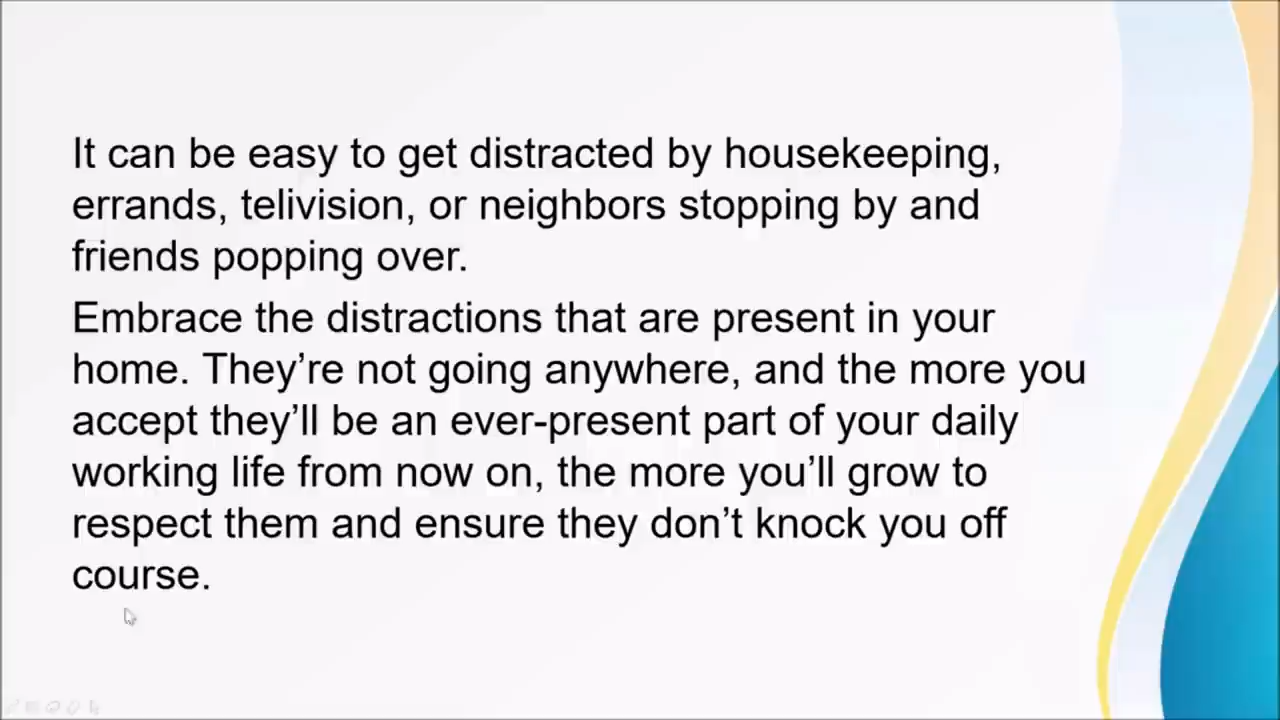 It can be easy to get distracted by housekeeping,
errands, telivision, or neighbors stopping by and
friends popping over.
Embrace the distractions that are present in your
home. They’re not going anywhere, and the more you
accept they’ll be an ever-present part of your daily
working life from now on, the more you’ll grow to
respect them and ensure they don’t knock you off
course.